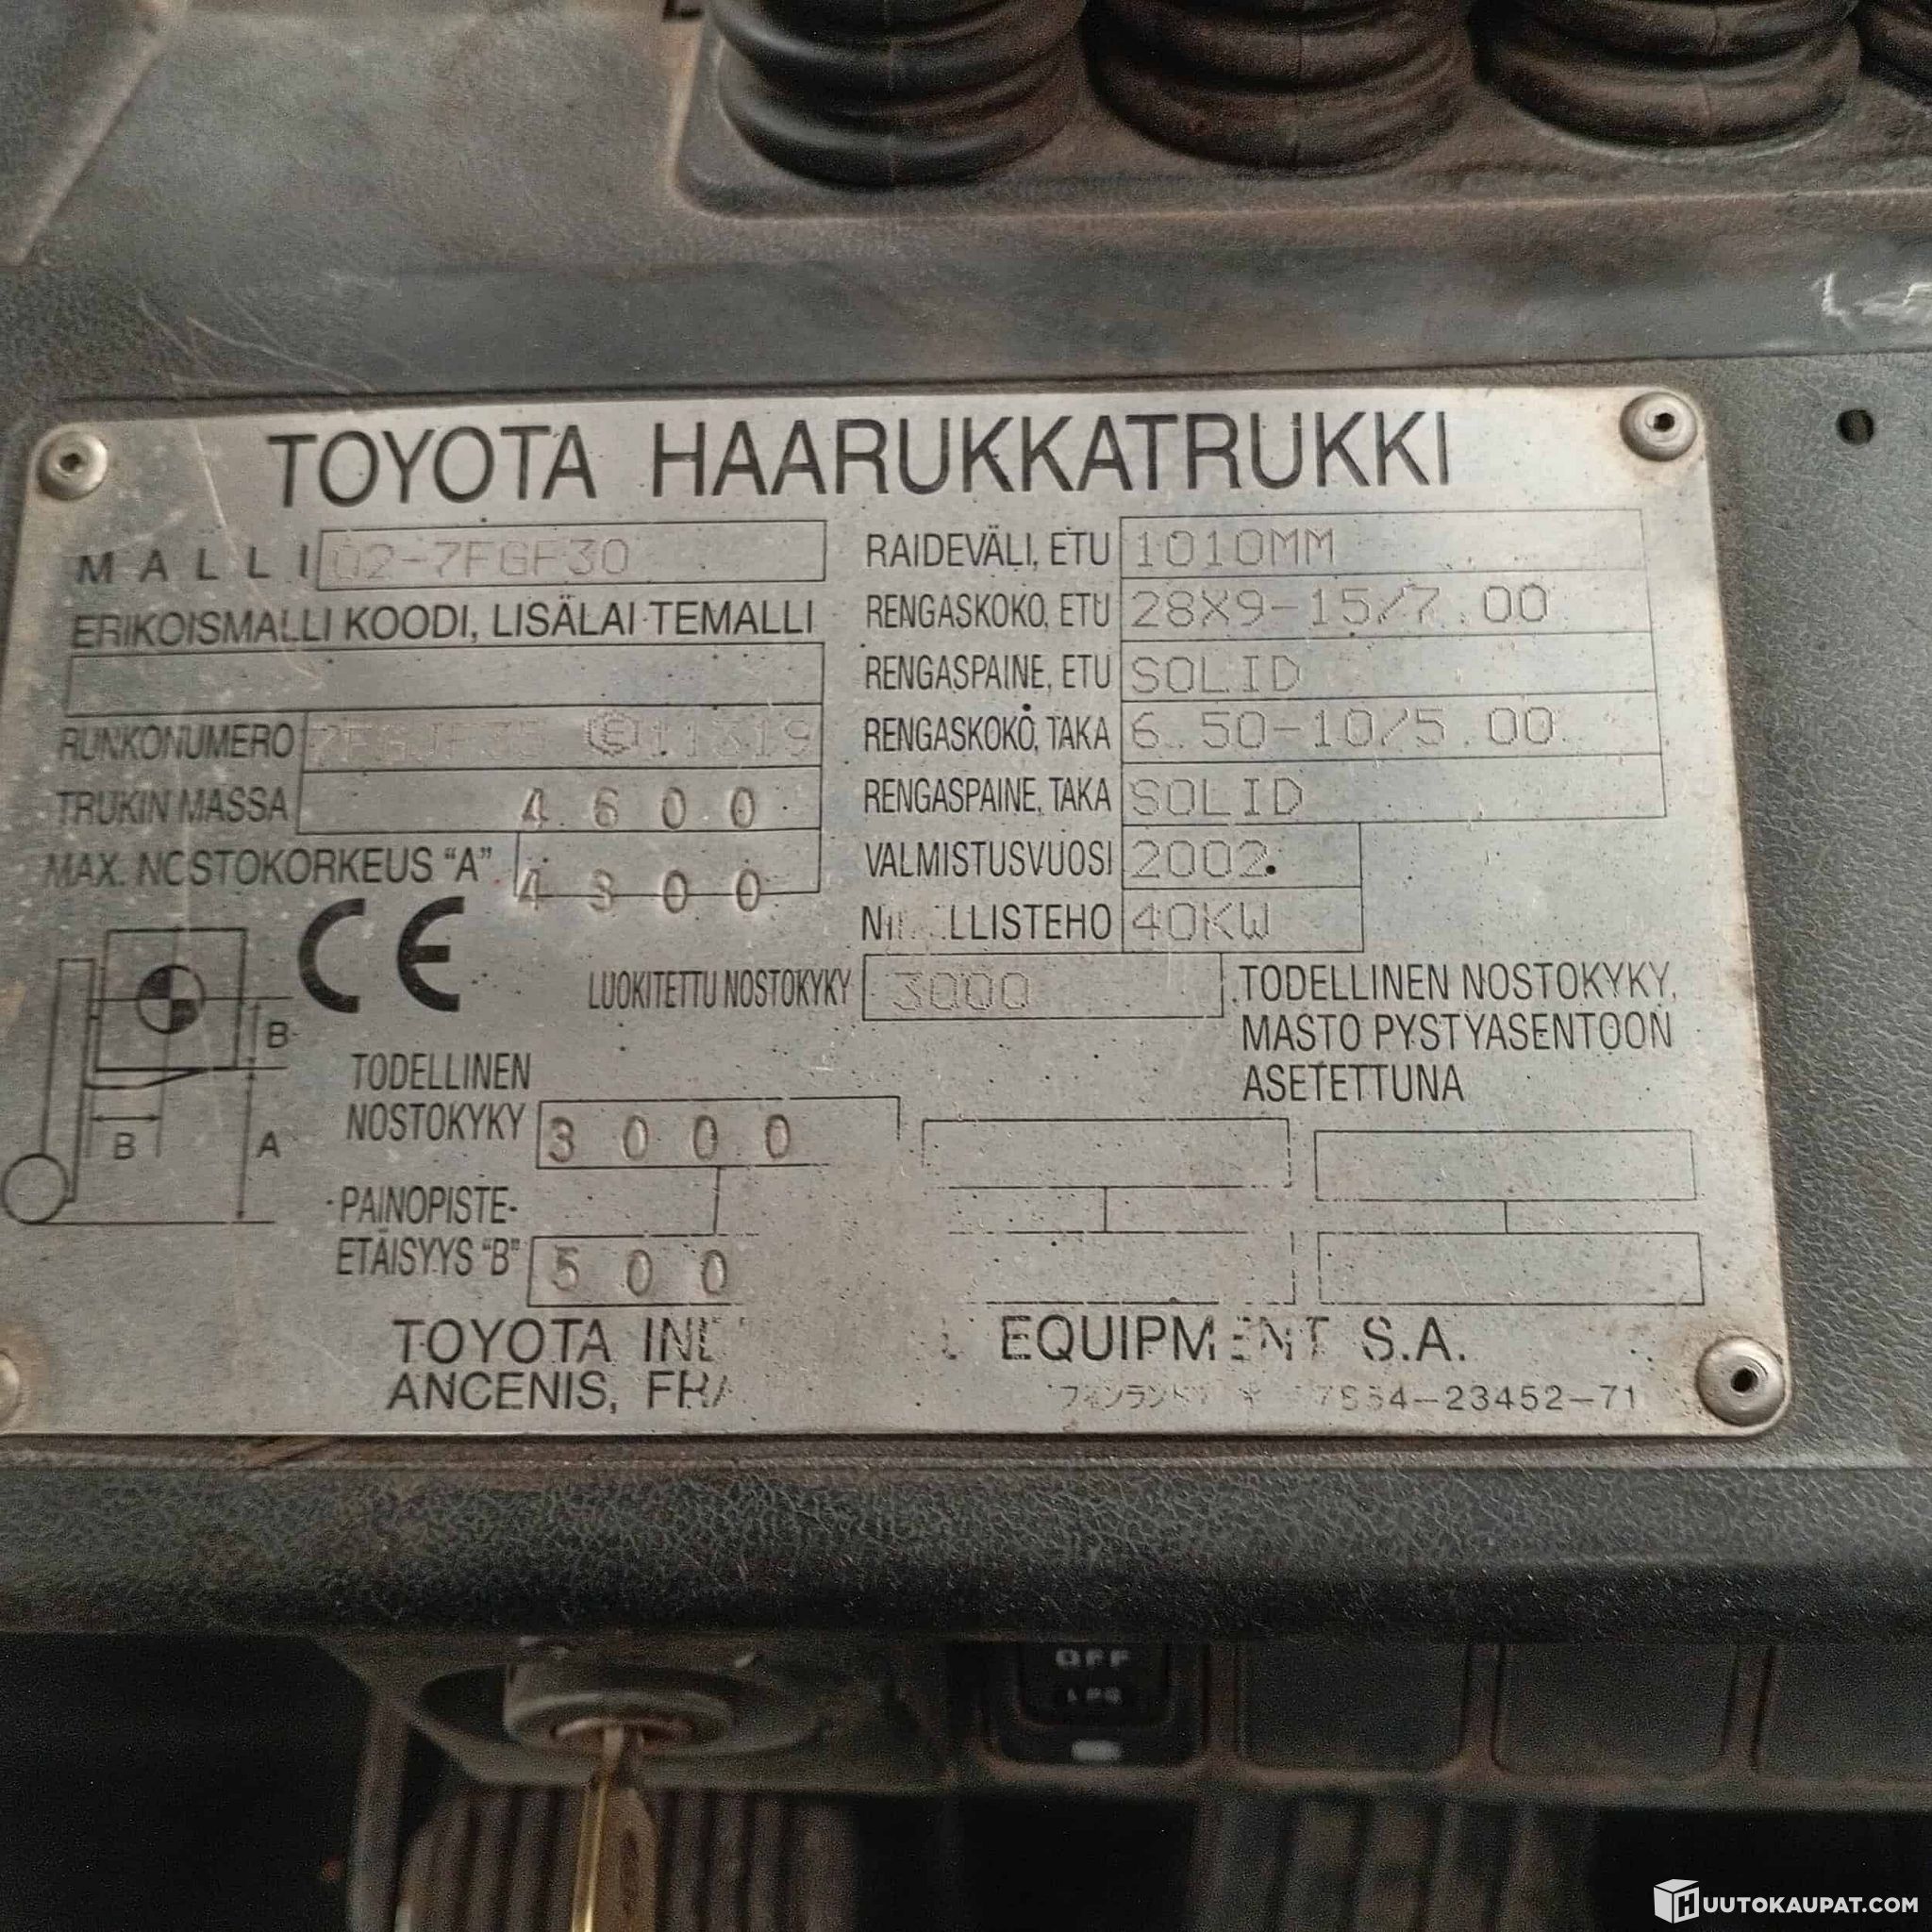 TOYOTA HAARUKKATRUKKI
MALLI 02-7FGF30
ERIKOISMALLI KOODI, LISÄLAITEMALLI
RUNKONUMERO
TRUKIN MASSA 4600
MAX. NOSTOKORKEUS "A" 4300
CE
RAIDEVÄLI, ETU 1010MM
RENGASKOKO, ETU 28X9-15/7.00
RENGASPAINE, ETU SOLID
RENGASKOKO, TAKA 6.50-10/5.00
RENGASPAINE, TAKA SOLID
VALMISTUSVUOSI 2002
40KW
LUOKITETTU NOSTOKYKY 3000
TODELLINEN NOSTOKYKY,
MASTO PYSTYASENTOON
ASETETTUNA
B
B
A
TODELLINEN
NOSTOKYKY 3000
PAINOPISTE-
ETÄISYYS "B" 500
TOYOTA EQUIPMENT S.A.
ANCENIS,
OFF
LPG
HUUTOKAUPAT.COM